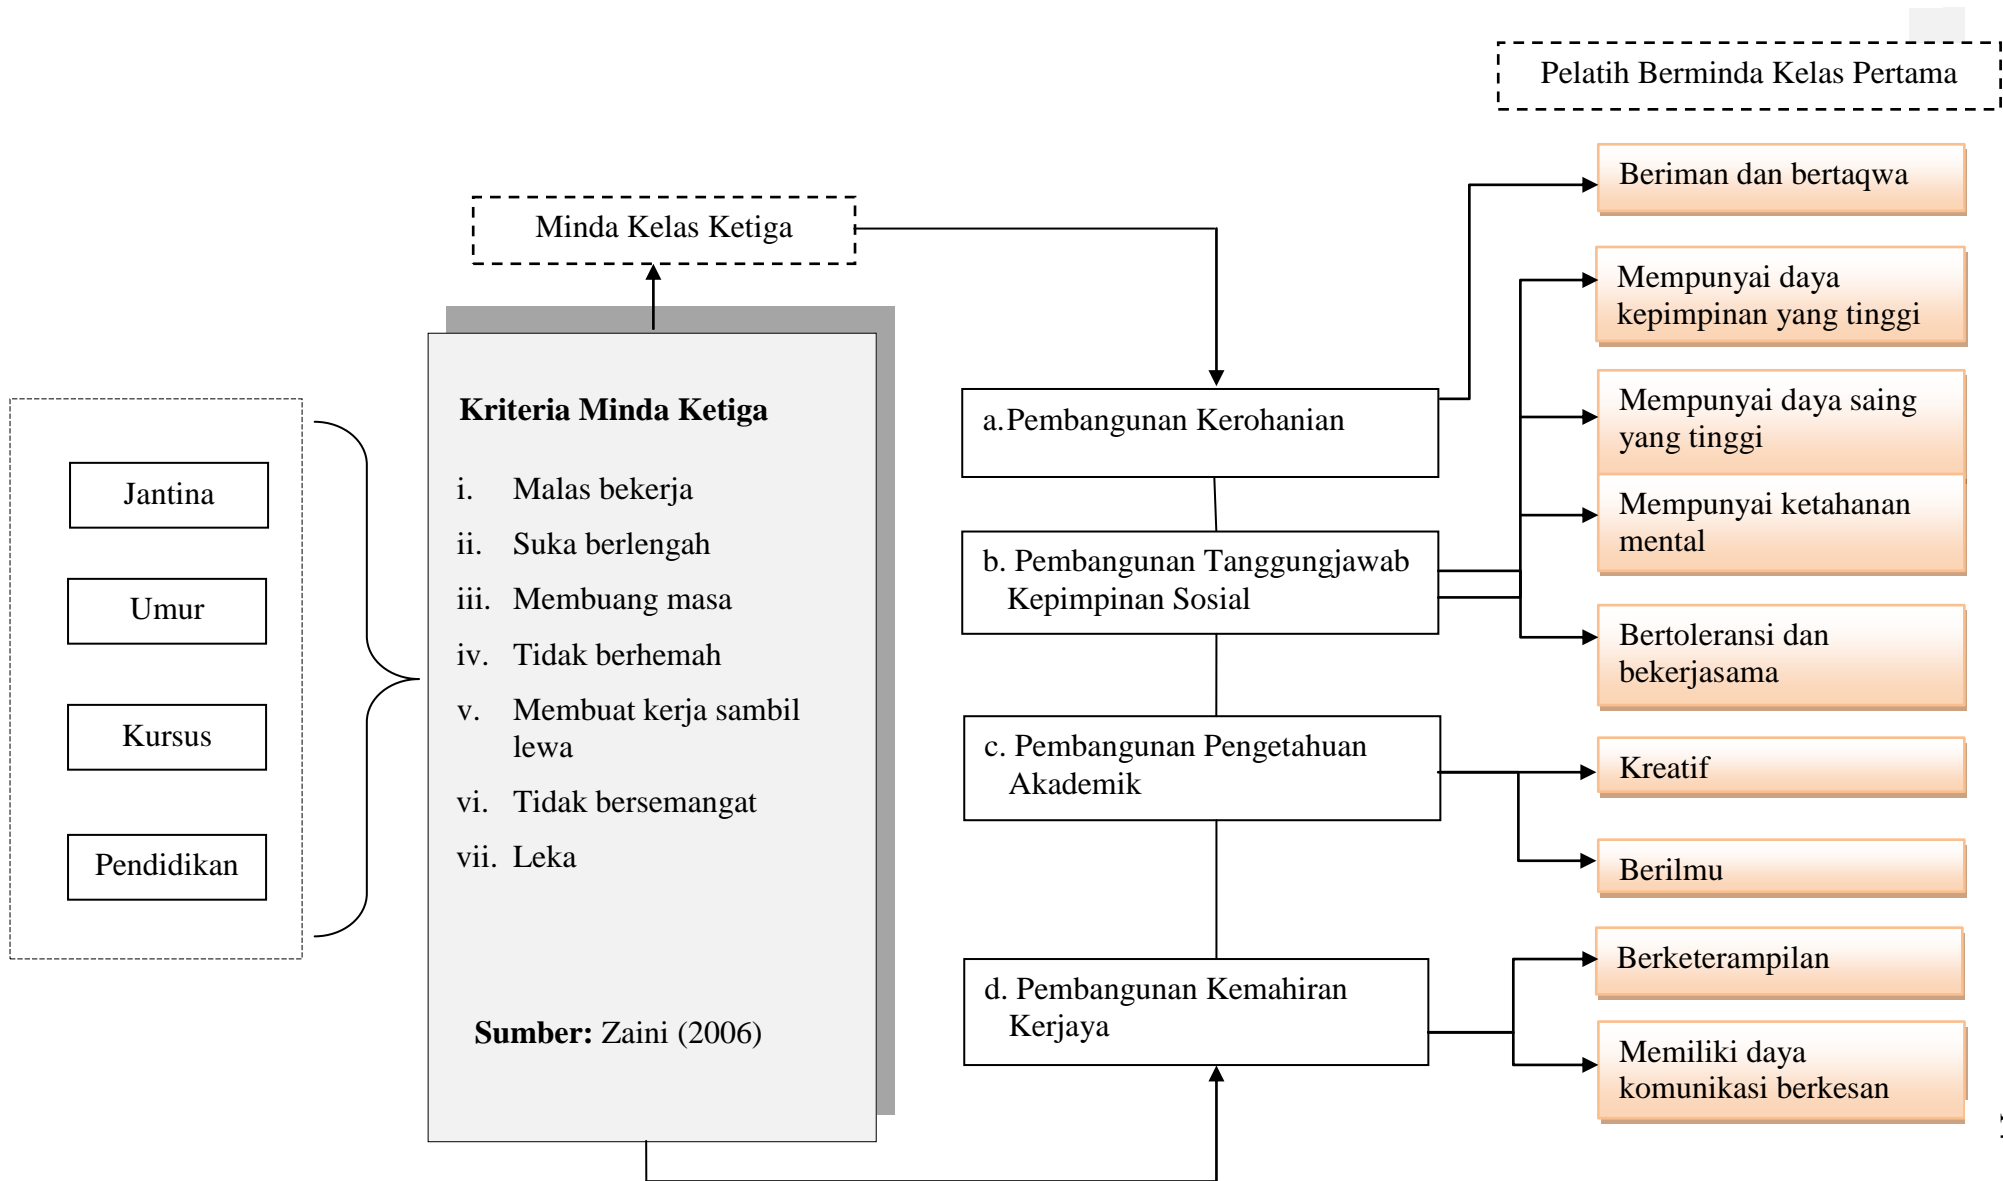 Pelatih Berminda Kelas Pertama
Minda Kelas Ketiga
Jantina
Umur
Kursus
Pendidikan
Kriteria Minda Ketiga
i. Malas bekerja
ii. Suka berlengah
iii. Membuang masa
iv. Tidak berhemah
v. Membuat kerja sambil
lewa
vi. Tidak bersemangat
vii. Leka
Sumber: Zaini (2006)
a.Pembangunan Kerohanian
b. Pembangunan Tanggungjawab
Kepimpinan Sosial
c. Pembangunan Pengetahuan
Akademik
d. Pembangunan Kemahiran
Kerjaya
Beriman dan bertaqwa
Mempunyai daya
kepimpinan yang tinggi
Mempunyai daya saing
yang tinggi
Mempunyai ketahanan
mental
Bertoleransi dan
bekerjasama
Kreatif
Berilmu
Berketerampilan
Memiliki daya
komunikasi berkesan